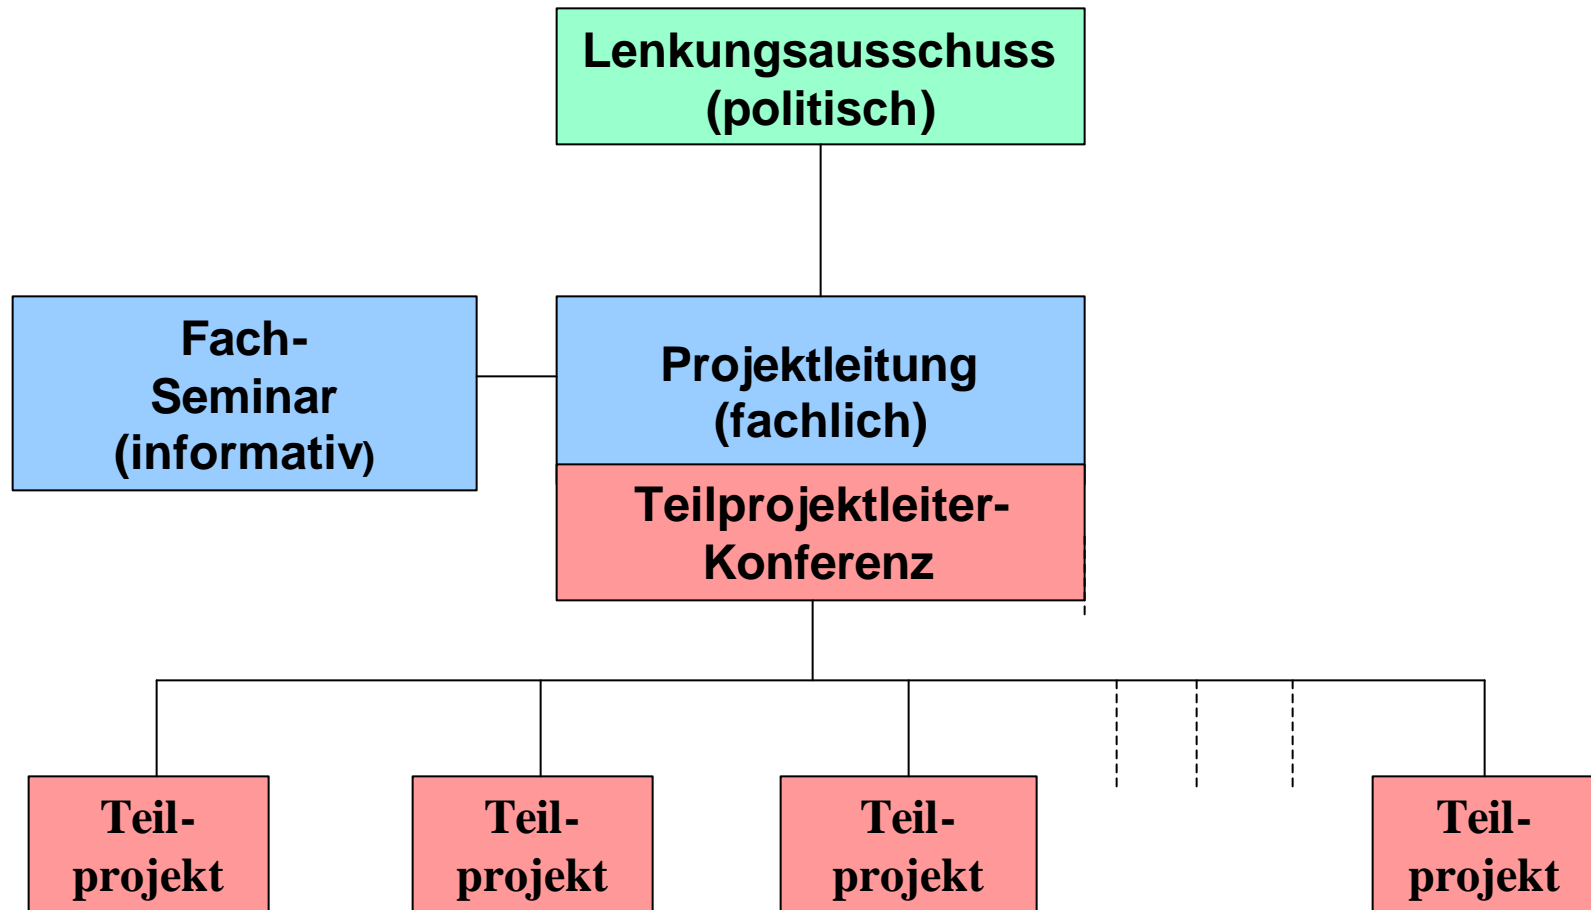 Lenkungsausschuss
(politisch)
Fach-
Seminar
(informativ)
Projektleitung
(fachlich)
Teilprojektleiter-
Konferenz
Teil-
projekt
Teil-
projekt
Teil-
projekt
Teil-
projekt